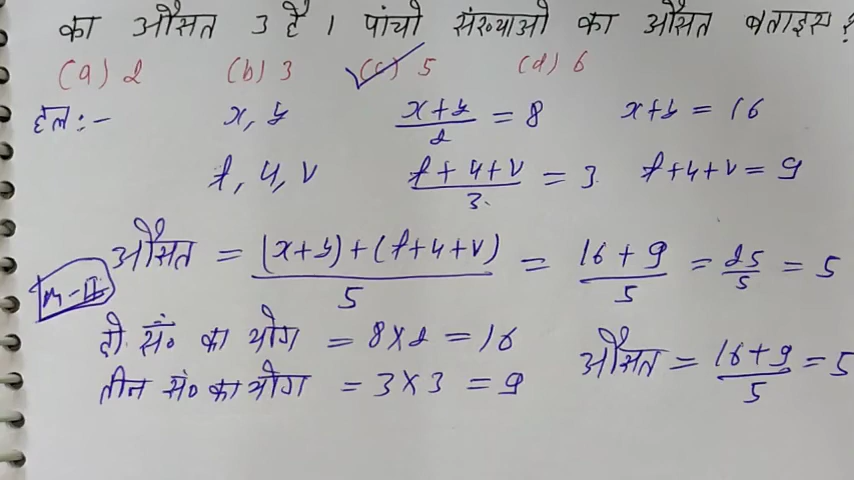 का औसत 3 है । पांचो संख्याओ का औसत बताइए ?
(a) 2 (b) 3 (c) 5 (d) 6
हल :- x, y x+y/2 = 8 x+y = 16
t, u, v t+u+v/3 = 3 t+u+v = 9
औसत = (x+y)+(t+u+v)/5 = 16+9/5 = 25/5 = 5
M-II
दो सं० का योग = 8×2 = 16
तीन सं० का योग = 3×3 = 9 औसत = 16+9/5 = 5